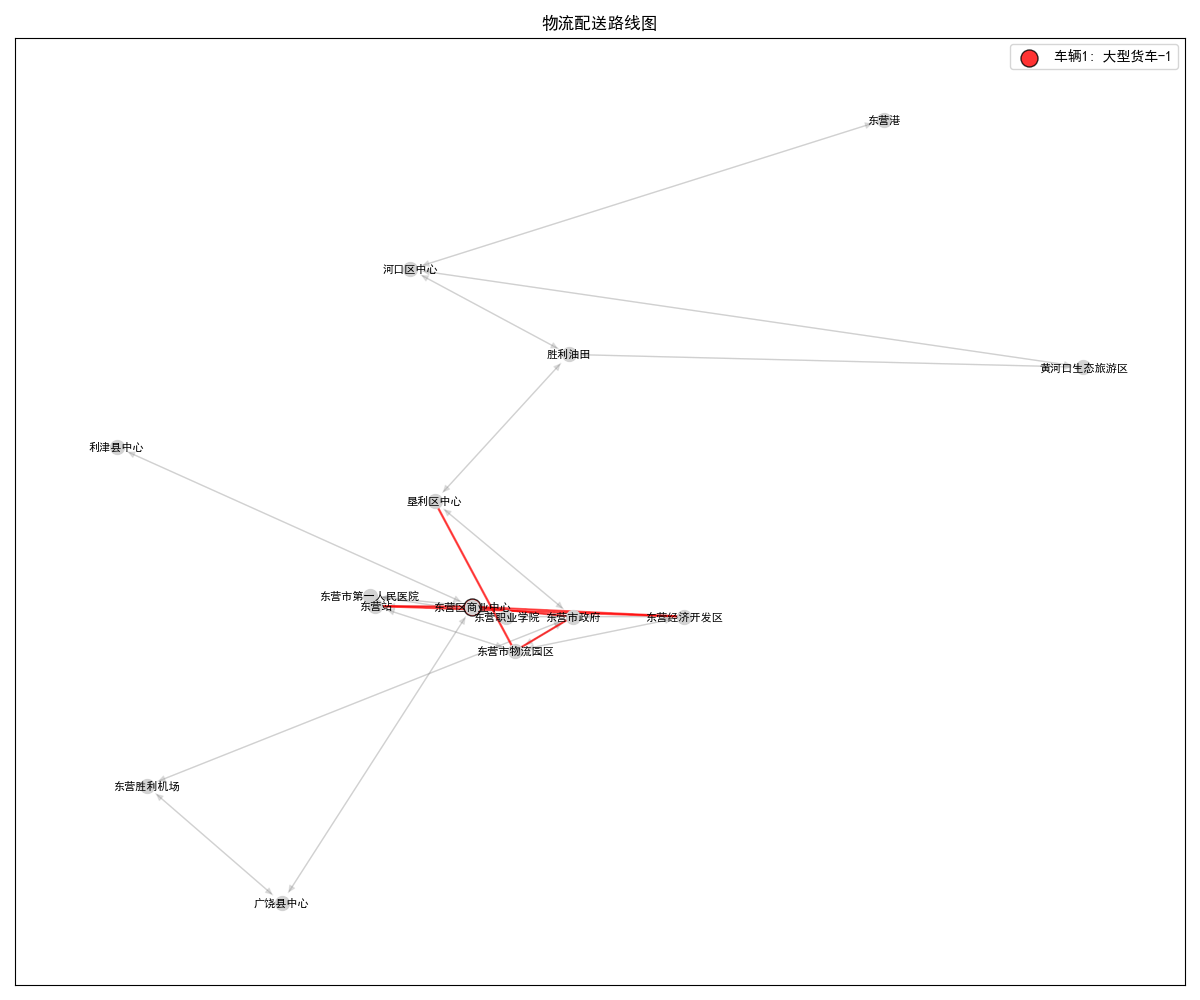 物流配送路线图
车辆1: 大型货车-1
东营港
河口区中心
胜利油田
黄河口生态旅游区
利津县中心
垦利区中心
东营市第一人民医院
东营站
东营区商业中心
东营职业学院
东营市政府
东营经济开发区
东营市物流园区
东营胜利机场
广饶县中心